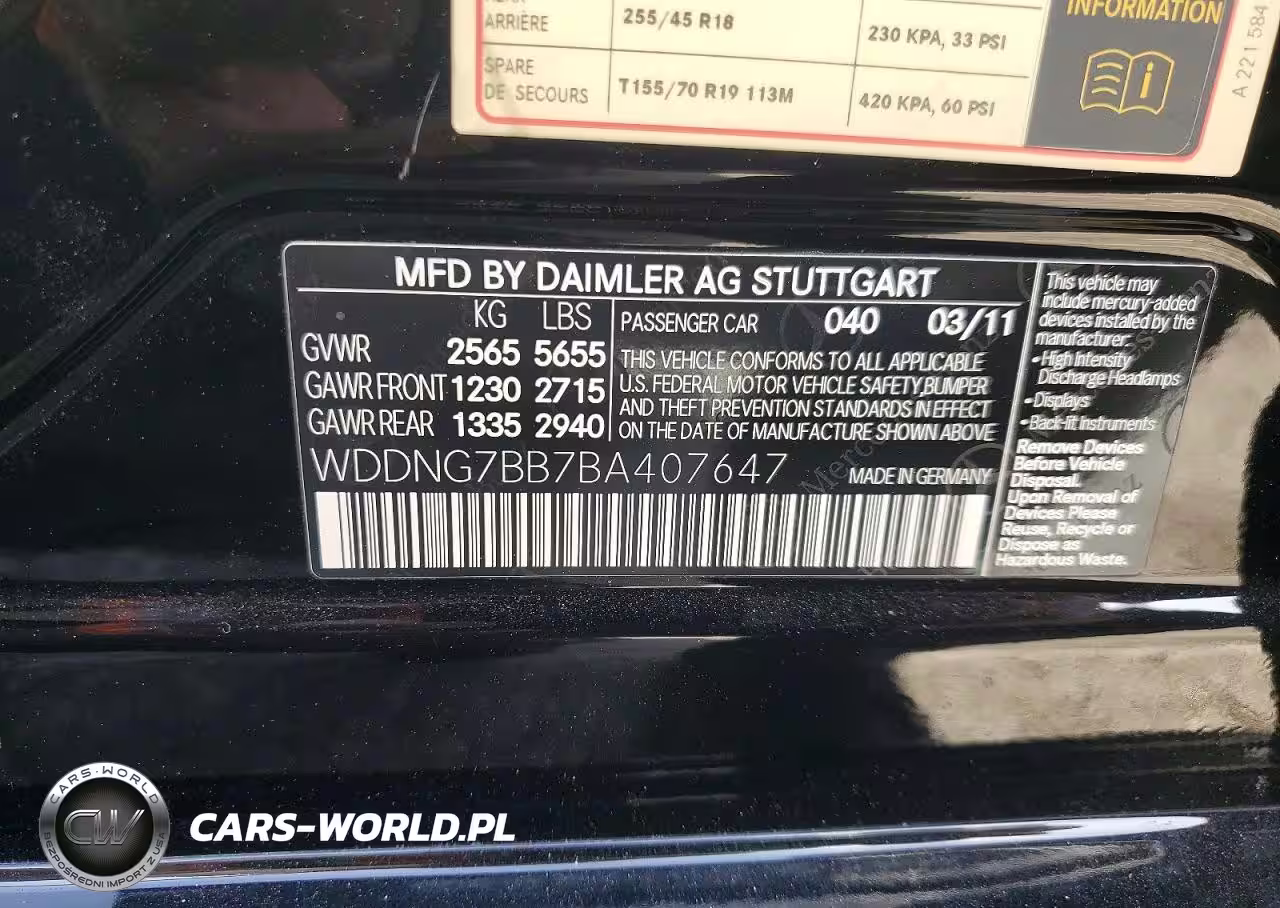 ARRIÈRE 255/45 R18 230 KPA, 33 PSI
SPARE
DE SECOURS T155/70 R19 113M 420 KPA, 60 PSI
INFORMATION
A 221 584
MFD BY DAIMLER AG STUTTGART
KG LBS
GVWR 2565 5655
GAWR FRONT 1230 2715
GAWR REAR 1335 2940
PASSENGER CAR 040 03/11
THIS VEHICLE CONFORMS TO ALL APPLICABLE
U.S. FEDERAL MOTOR VEHICLE SAFETY,BUMPER
AND THEFT PREVENTION STANDARDS IN EFFECT
ON THE DATE OF MANUFACTURE SHOWN ABOVE
WDDNG7BB7BA407647 MADE IN GERMANY
This vehicle may
include mercury-added
devices installed by the
manufacturer:
•High Intensity
Discharge Headlamps
•Displays
•Back-lit Instruments
Remove Devices
Before Vehicle
Disposal.
Upon Removal of
Devices Please
Reuse, Recycle or
Dispose as
Hazardous Waste.
CARS-WORLD
CW
BEZPOŚREDNI IMPORT Z USA
CARS-WORLD.PL